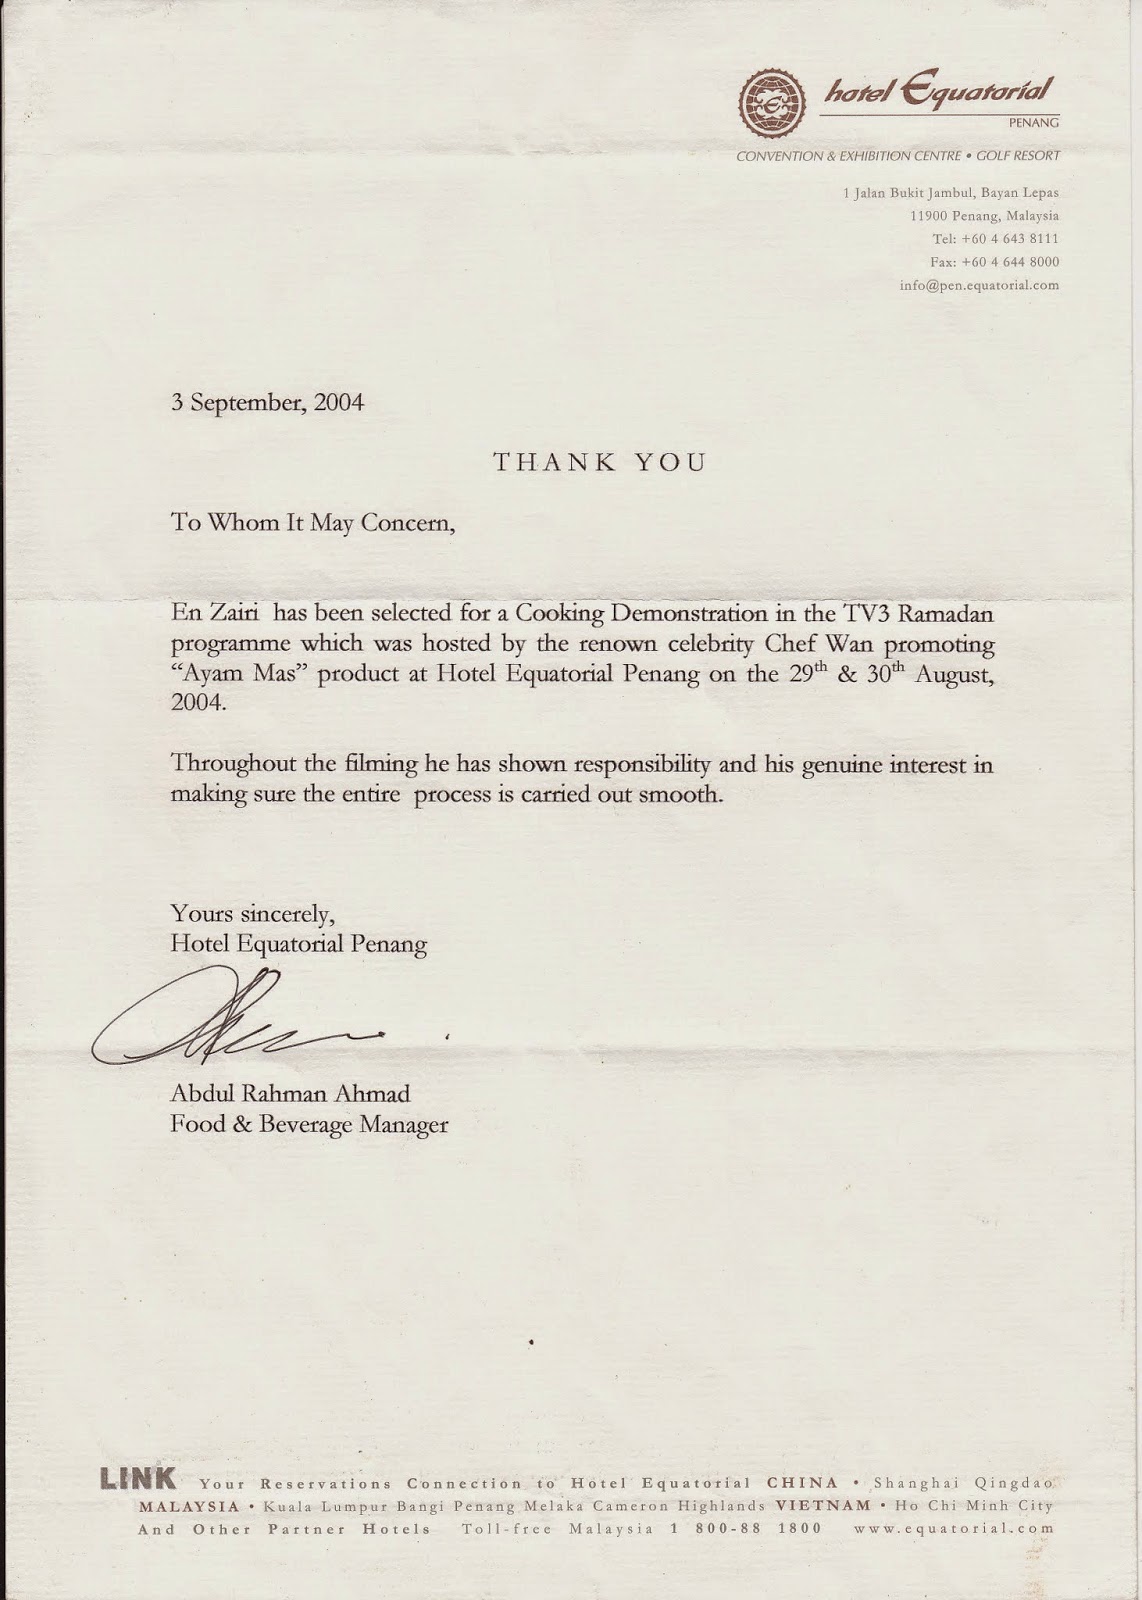 hotel Equatorial
PENANG
CONVENTION & EXHIBITION CENTRE • GOLF RESORT
1 Jalan Bukit Jambul, Bayan Lepas
11900 Penang, Malaysia
Tel: +60 4 643 8111
Fax: +60 4 644 8000
info@pen.equatorial.com
3 September, 2004
THANK YOU
To Whom It May Concern,
En Zairi has been selected for a Cooking Demonstration in the TV3 Ramadan
programme which was hosted by the renown celebrity Chef Wan promoting
“Ayam Mas” product at Hotel Equatorial Penang on the 29th & 30th August,
2004.
Throughout the filming he has shown responsibility and his genuine interest in
making sure the entire process is carried out smooth.
Yours sincerely,
Hotel Equatorial Penang
Abdul Rahman Ahmad
Food & Beverage Manager
LINK Your Reservations Connection to Hotel Equatorial CHINA • Shanghai Qingdao
MALAYSIA • Kuala Lumpur Bangi Penang Melaka Cameron Highlands VIETNAM • Ho Chi Minh City
And Other Partner Hotels Toll-free Malaysia 1 800-88 1800 www.equatorial.com